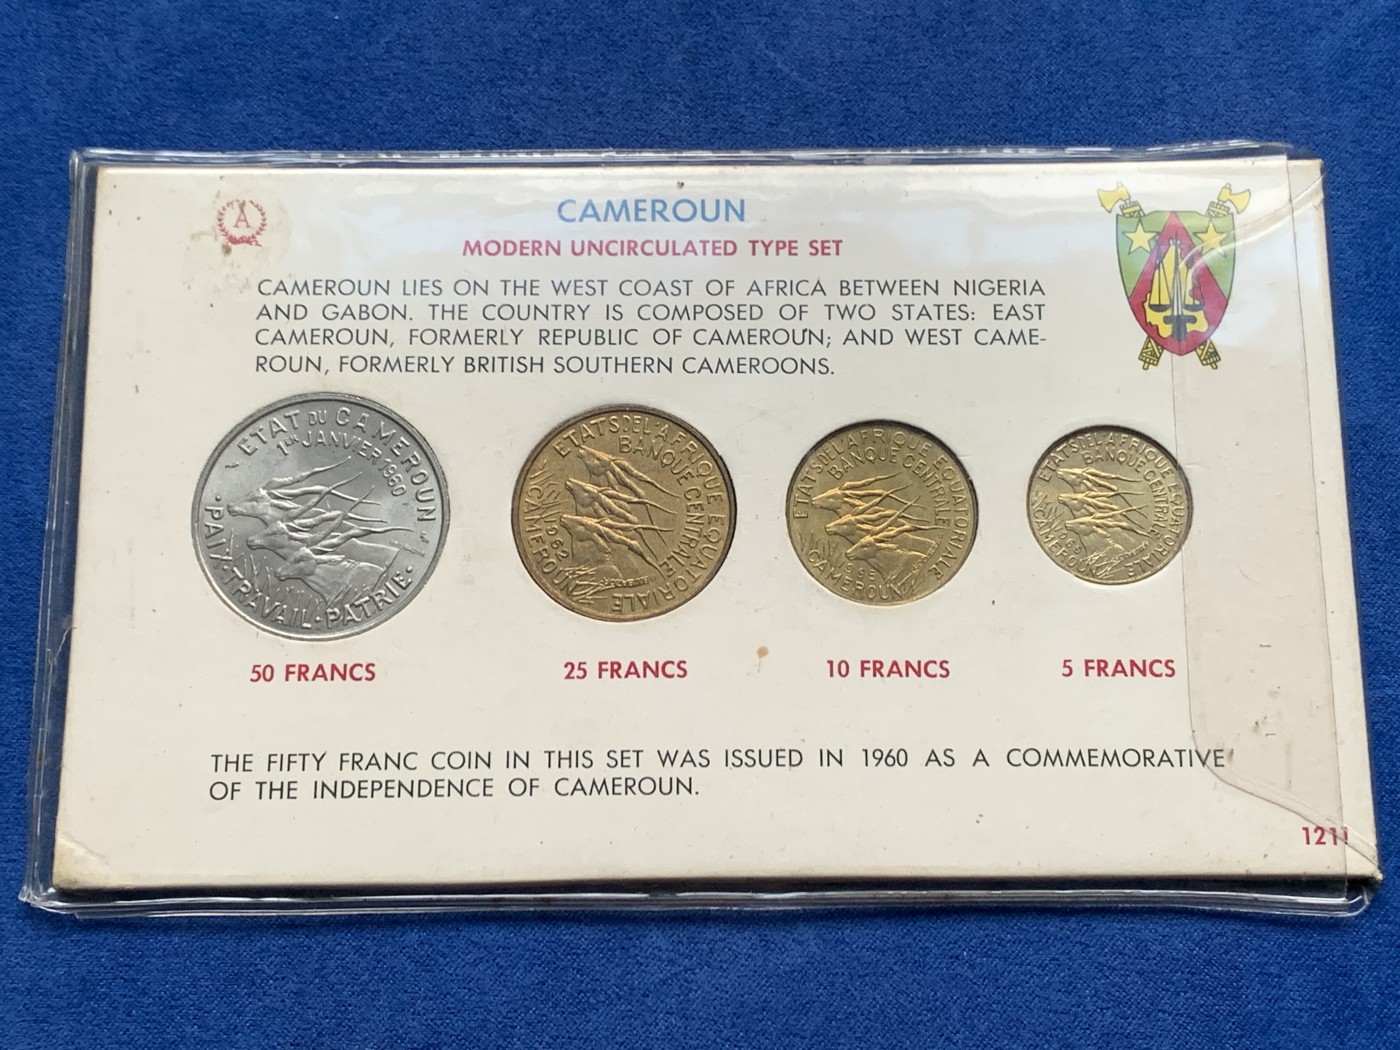 A
CAMEROUN
MODERN UNCIRCULATED TYPE SET
CAMEROUN LIES ON THE WEST COAST OF AFRICA BETWEEN NIGERIA
AND GABON. THE COUNTRY IS COMPOSED OF TWO STATES: EAST
CAMEROUN, FORMERLY REPUBLIC OF CAMEROUN; AND WEST CAME-
ROUN, FORMERLY BRITISH SOUTHERN CAMEROONS.
ETAT DU CAMEROUN
1ER JANVIER 1960
PAIX·TRAVAIL·PATRIE
ETATS DE L'AFRIQUE EQUATORIALE
BANQUE CENTRALE
1962
CAMEROUN
ETATS DE L'AFRIQUE EQUATORIALE
BANQUE CENTRALE
CAMEROUN
ETATS DE L'AFRIQUE EQUATORIALE
BANQUE CENTRALE
CAMEROUN
50 FRANCS
25 FRANCS
10 FRANCS
5 FRANCS
THE FIFTY FRANC COIN IN THIS SET WAS ISSUED IN 1960 AS A COMMEMORATIVE
OF THE INDEPENDENCE OF CAMEROUN.
1211